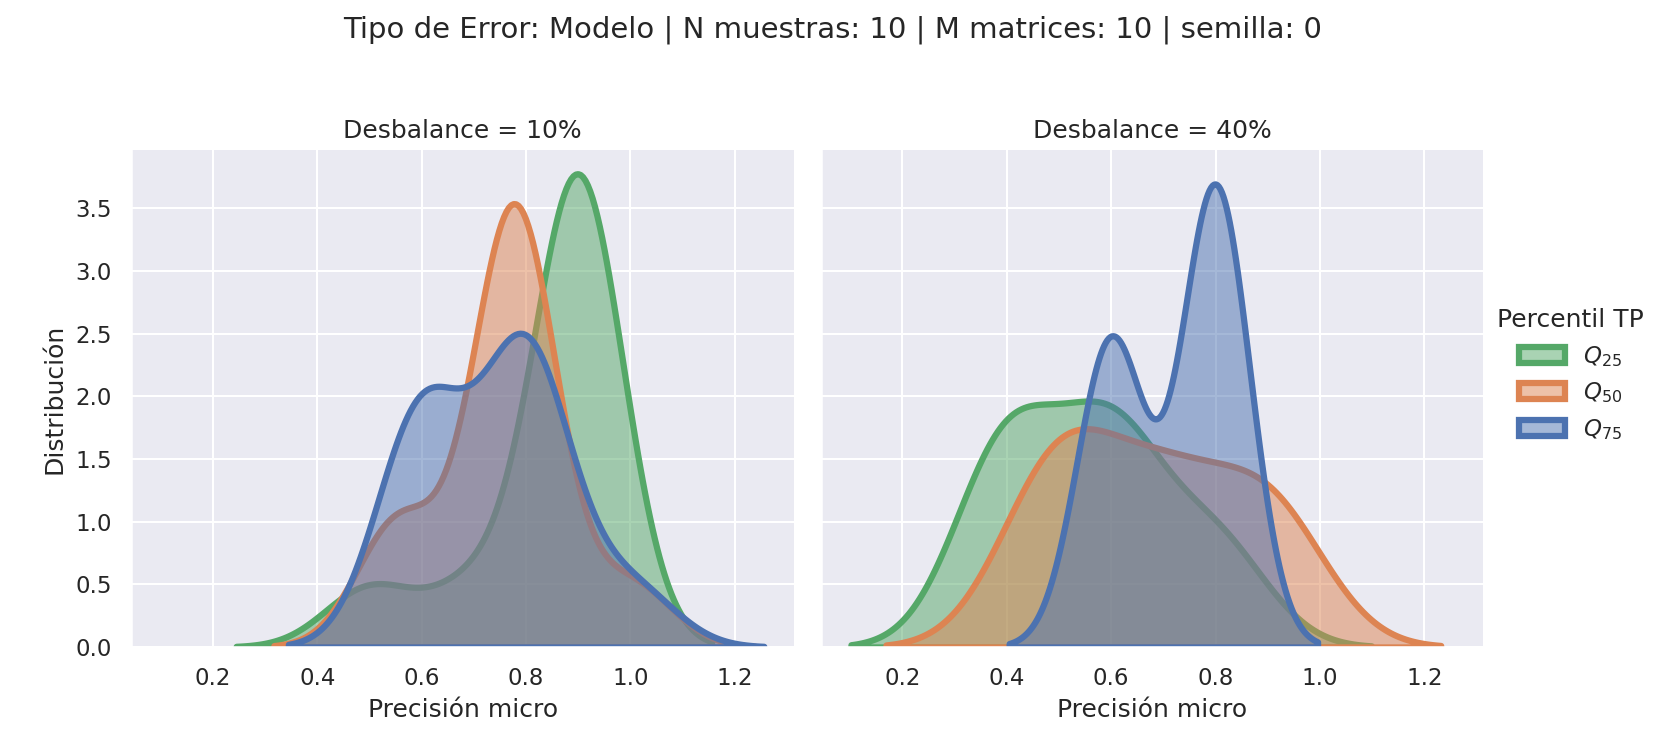 Tipo de Error: Modelo | N muestras: 10 | M matrices: 10 | semilla: 0
Desbalance = 10%
Desbalance = 40%
Distribución
3.5
3.0
2.5
2.0
1.5
1.0
0.5
0.0
0.2 0.4 0.6 0.8 1.0 1.2
0.2 0.4 0.6 0.8 1.0 1.2
Precisión micro
Precisión micro
Percentil TP
Q25
Q50
Q75